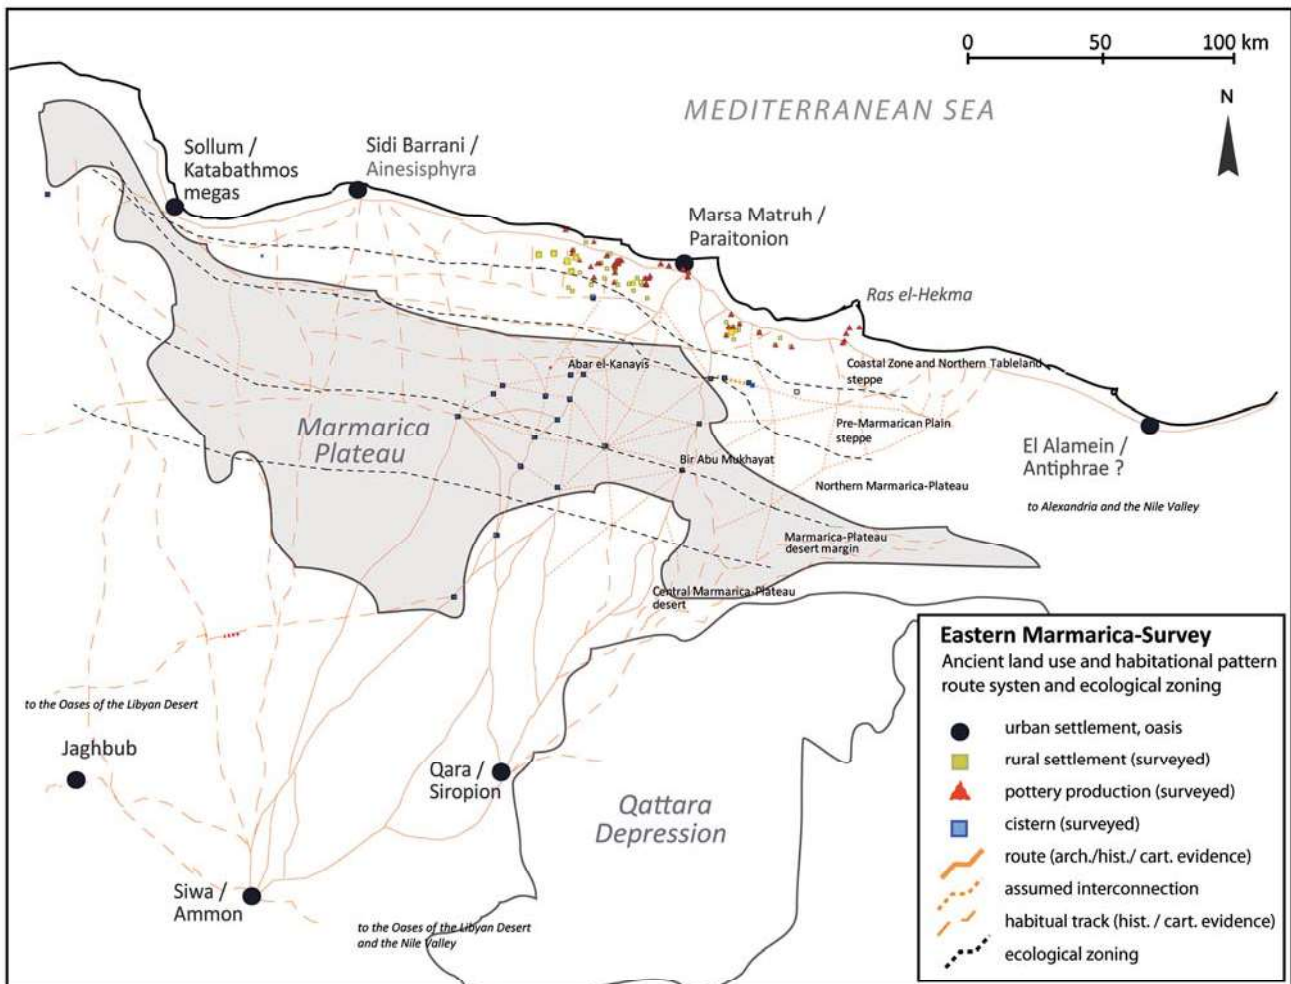 0 50 100 km
N
MEDITERRANEAN SEA
Sollum /
Katabathmos
megas
Sidi Barrani /
Ainesisphyra
Marsa Matruh /
Paraitonion
Ras el-Hekma
Coastal Zone and Northern Tableland
steppe
Abar el-Kanayis
Marmarica
Plateau
Pre-Marmarican Plain
steppe
El Alamein /
Antiphrae ?
Bir Abu Mukhayat
Northern Marmarica-Plateau
to Alexandria and the Nile Valley
Marmarica-Plateau
desert margin
Central Marmarica-Plateau
desert
to the Oases of the Libyan Desert
Jaghbub
Qara /
Siropion
Qattara
Depression
Siwa /
Ammon
to the Oases of the Libyan Desert
and the Nile Valley
Eastern Marmarica-Survey
Ancient land use and habitational pattern
route systen and ecological zoning
urban settlement, oasis
rural settlement (surveyed)
pottery production (surveyed)
cistern (surveyed)
route (arch./hist./ cart. evidence)
assumed interconnection
habitual track (hist. / cart. evidence)
ecological zoning